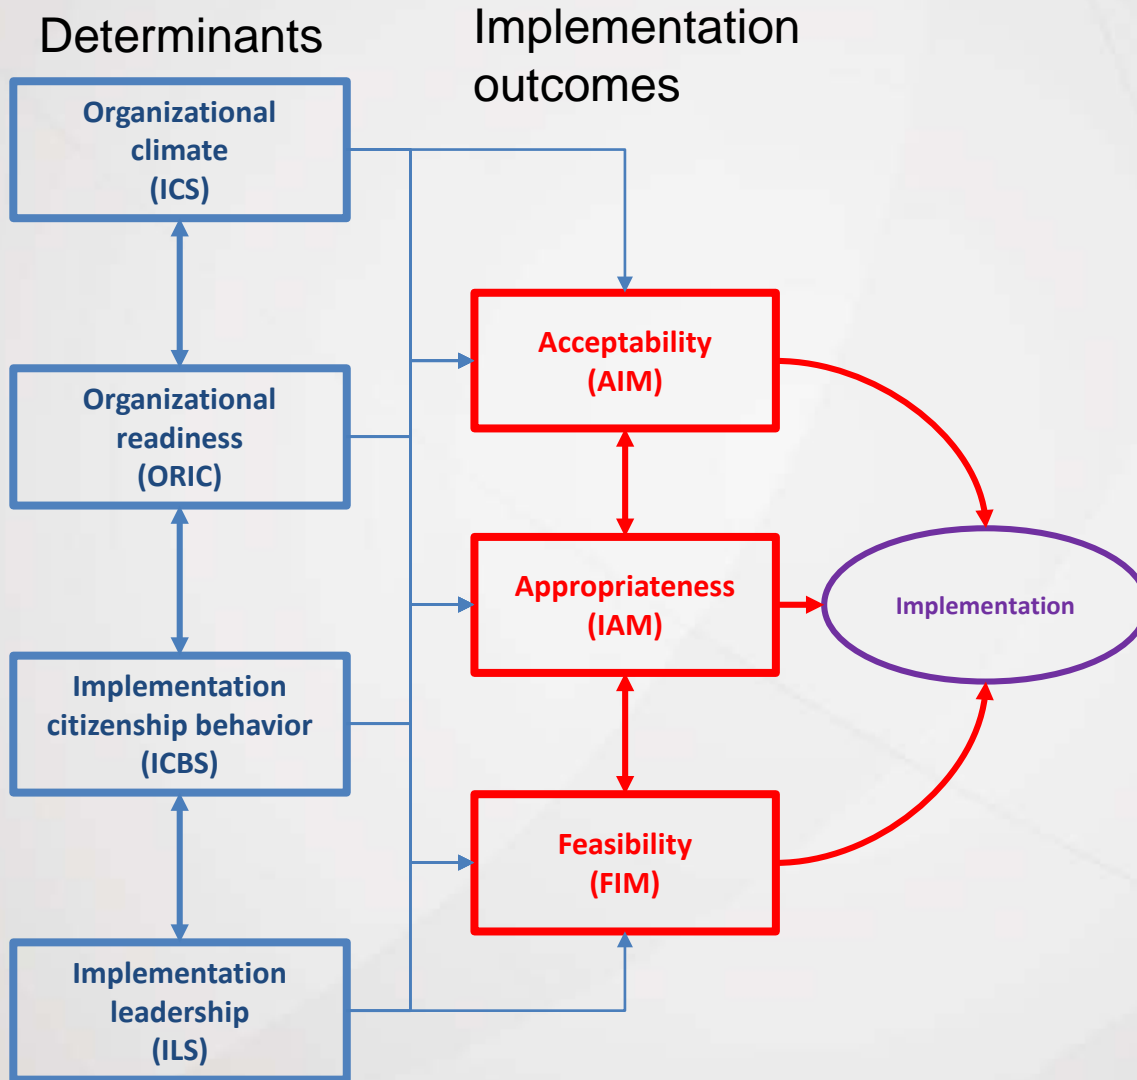 Determinants
Implementation
outcomes
Organizational
climate
(ICS)
Organizational
readiness
(ORIC)
Implementation
citizenship behavior
(ICBS)
Implementation
leadership
(ILS)
Acceptability
(AIM)
Appropriateness
(IAM)
Feasibility
(FIM)
Implementation